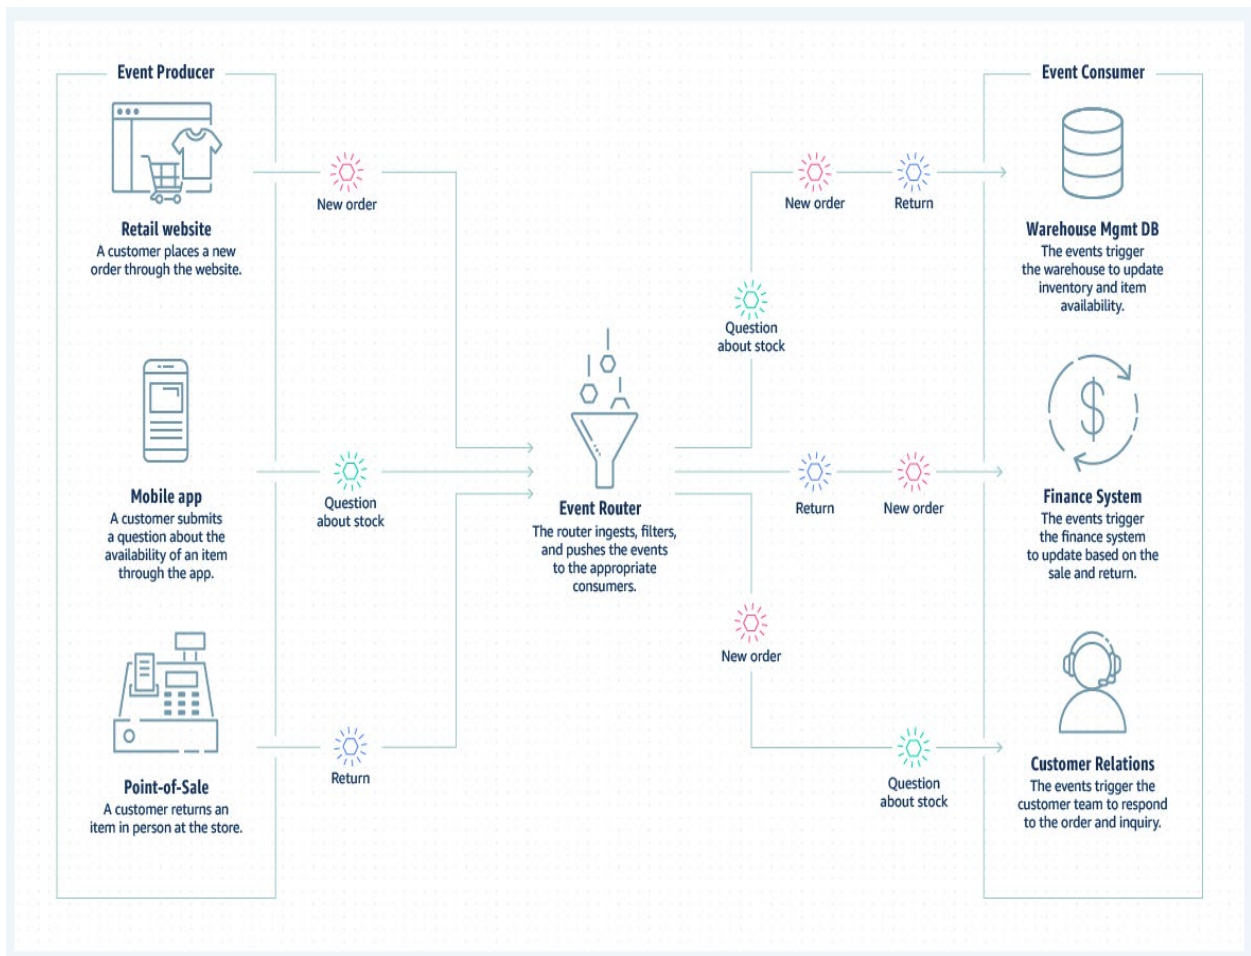 Event Producer
Retail website
A customer places a new
order through the website.
Mobile app
A customer submits
a question about the
availability of an item
through the app.
Point-of-Sale
A customer returns an
item in person at the store.
New order
Question
about stock
Return
Event Router
The router ingests, filters,
and pushes the events
to the appropriate
consumers.
New order
Return
Question
about stock
Return
New order
New order
Question
about stock
Event Consumer
Warehouse Mgmt DB
The events trigger
the warehouse to update
inventory and item
availability.
$
Finance System
The events trigger
the finance system
to update based on the
sale and return.
Customer Relations
The events trigger the
customer team to respond
to the order and inquiry.